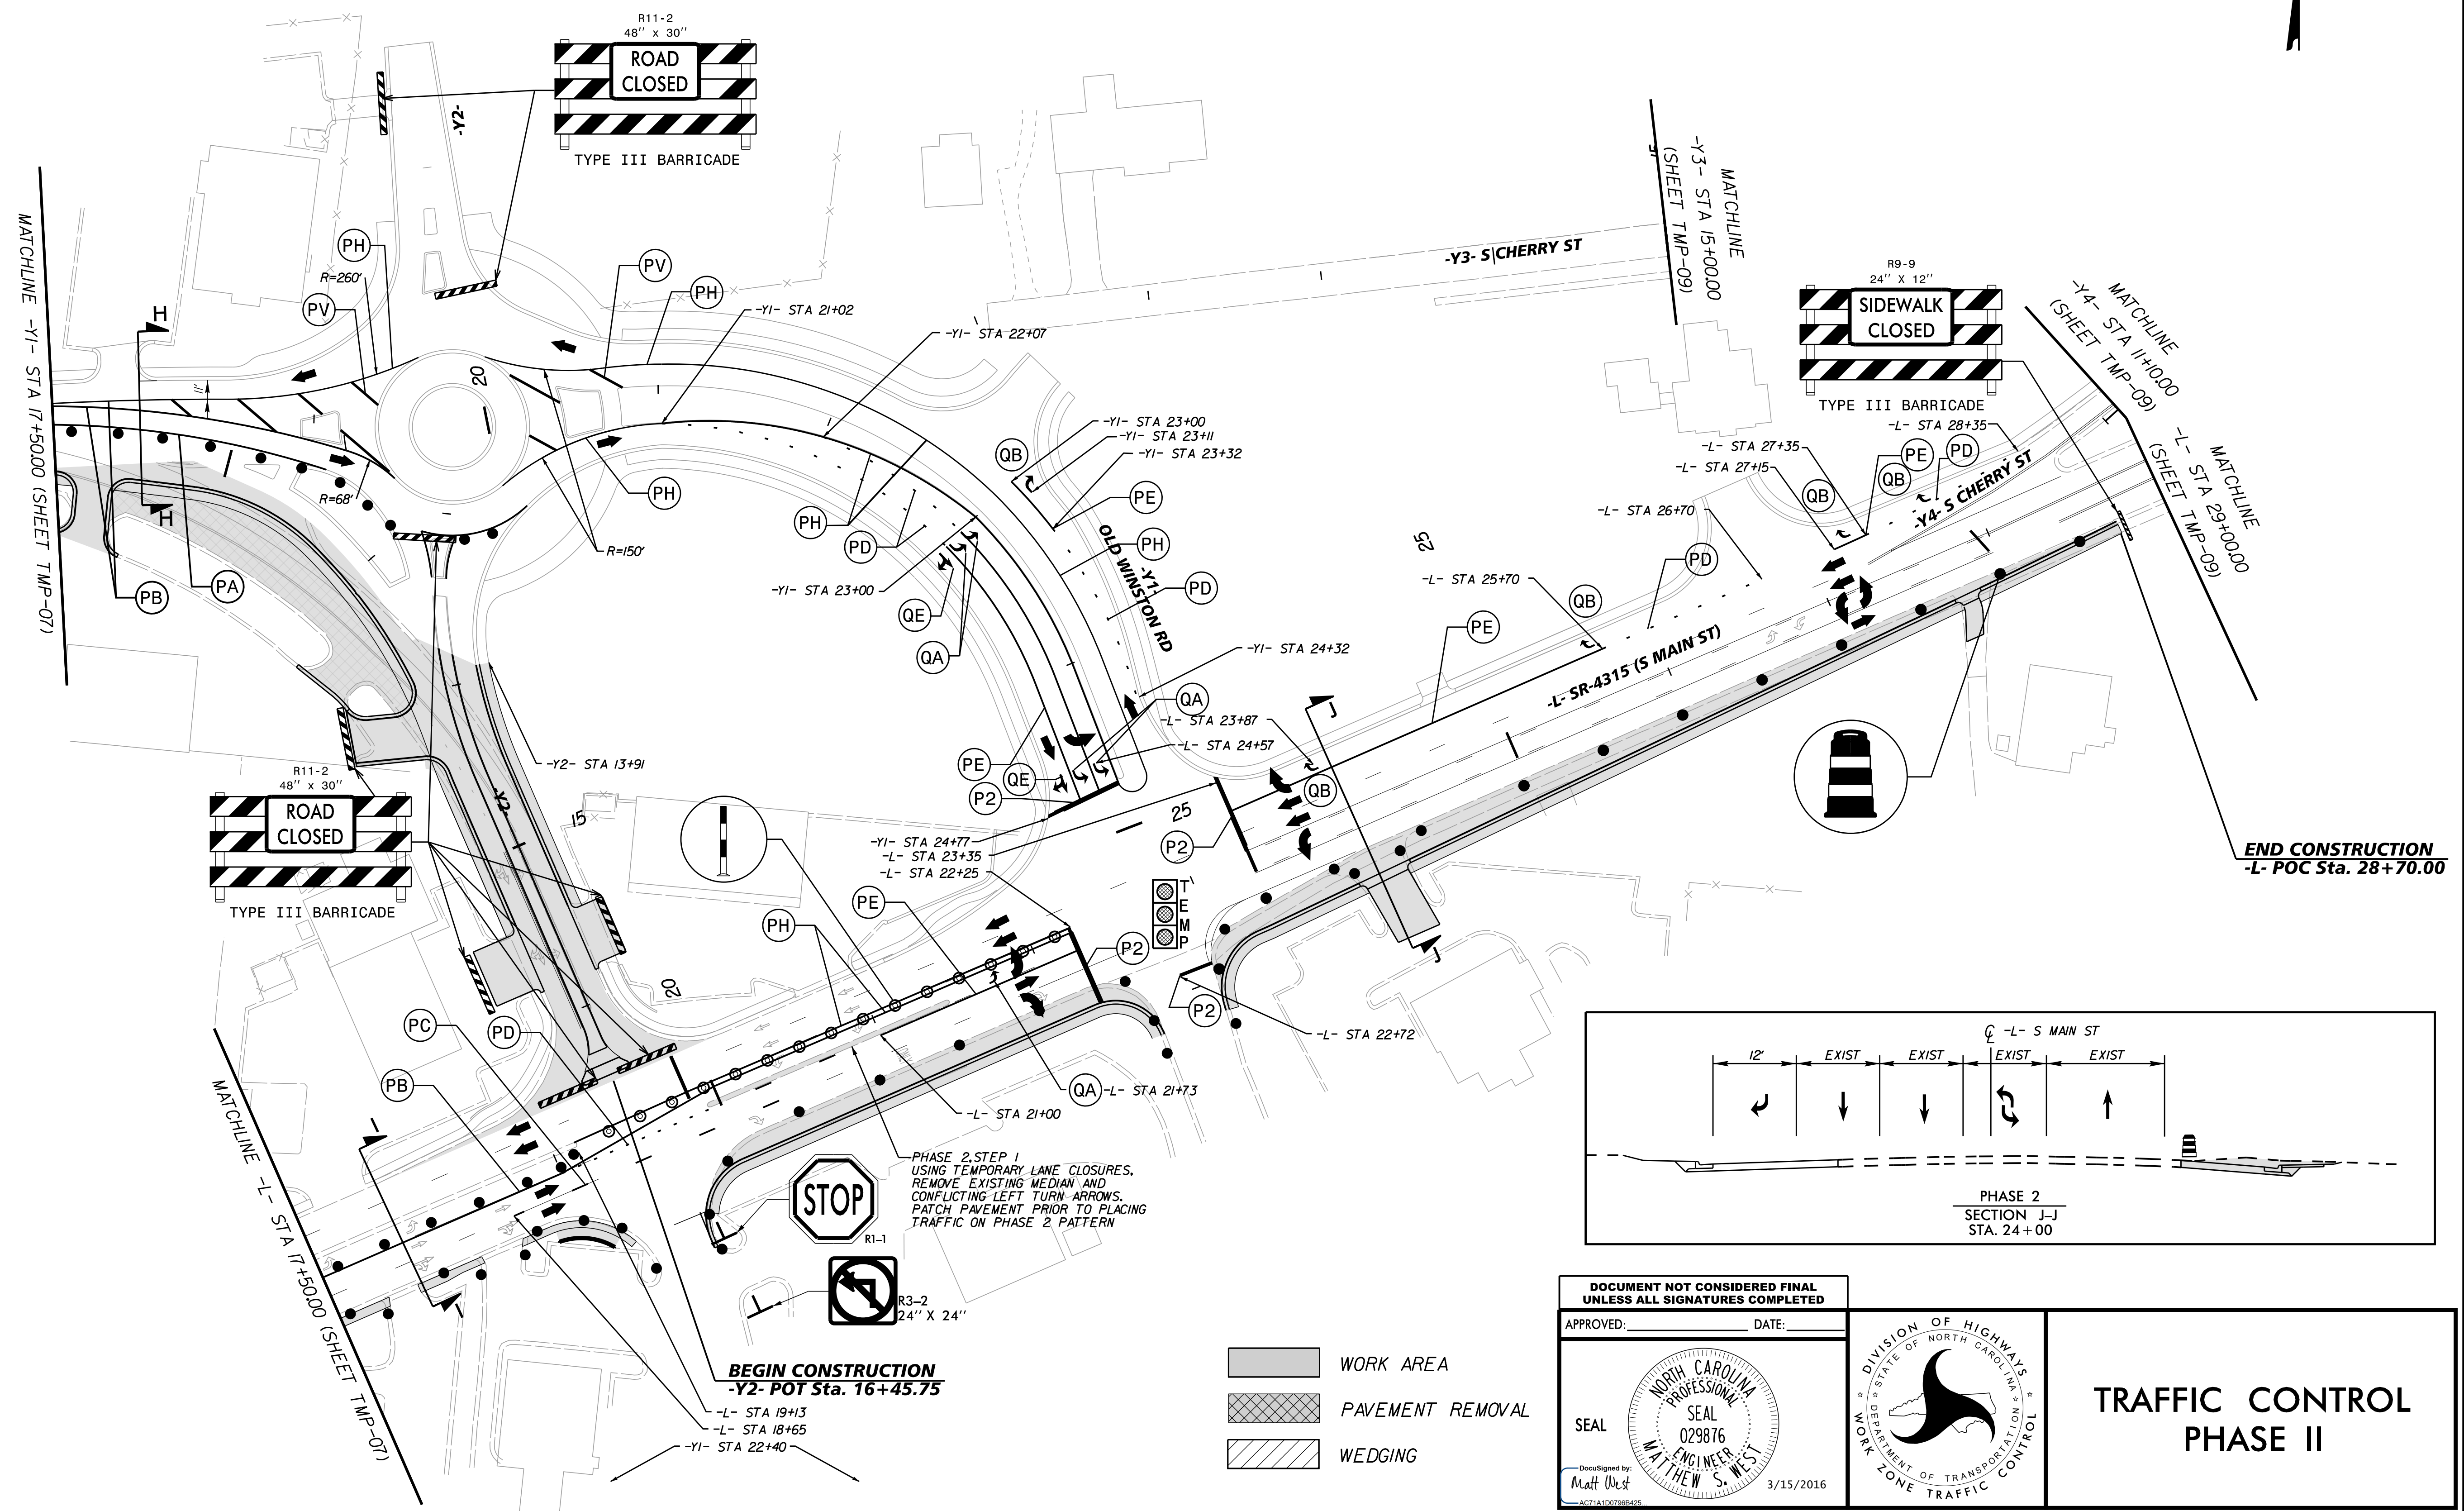 R11-2
48'' x 30''
ROAD
CLOSED
TYPE III BARRICADE
-Y2-
MATCHLINE -Y1- STA 17+50.00 (SHEET TMP-07)
PH
R=260'
PV
H
H
11'
PV
PH
-Y1- STA 21+02
-Y1- STA 22+07
20
R=68'
R=150'
PH
PB
PA
PH
PD
-Y1- STA 23+00
QE
QA
-Y1- STA 23+00
-Y1- STA 23+11
-Y1- STA 23+32
QB
PE
PH
PD
OLD WINSTON RD
-Y1-
-Y3- S CHERRY ST
15
MATCHLINE
-Y3- STA 15+00.00
(SHEET TMP-09)
R9-9
24'' X 12''
SIDEWALK
CLOSED
TYPE III BARRICADE
MATCHLINE
-Y4- STA 11+10.00
(SHEET TMP-09)
MATCHLINE
-L- STA 29+00.00
(SHEET TMP-09)
-L- STA 28+35
-L- STA 27+35
-L- STA 27+15
PE
PD
QB
QB
-Y4- S CHERRY ST
-L- STA 26+70
25
PD
-L- STA 25+70
QB
PE
-L- SR-4315 (S MAIN ST)
-Y1- STA 24+32
QA
-L- STA 23+87
-L- STA 24+57
J
PE
QE
P2
QB
25
P2
-Y1- STA 24+77
-L- STA 23+35
-L- STA 22+25
T
E
M
P
J
P2
P2
-L- STA 22+72
END CONSTRUCTION
-L- POC Sta. 28+70.00
-Y2- STA 13+91
R11-2
48'' x 30''
ROAD
CLOSED
TYPE III BARRICADE
-Y2-
15
20
PH
PE
PC
PD
PB
QA
-L- STA 21+73
-L- STA 21+00
PHASE 2, STEP 1
USING TEMPORARY LANE CLOSURES,
REMOVE EXISTING MEDIAN AND
CONFLICTING LEFT TURN ARROWS.
PATCH PAVEMENT PRIOR TO PLACING
TRAFFIC ON PHASE 2 PATTERN
STOP
R1-1
R3-2
24'' X 24''
I
I
MATCHLINE -L- STA 17+50.00 (SHEET TMP-07)
BEGIN CONSTRUCTION
-Y2- POT Sta. 16+45.75
-L- STA 19+13
-L- STA 18+65
-Y1- STA 22+40
WORK AREA
PAVEMENT REMOVAL
WEDGING
℄ -L- S MAIN ST
12' EXIST EXIST EXIST EXIST
PHASE 2
SECTION J-J
STA. 24+00
DOCUMENT NOT CONSIDERED FINAL
UNLESS ALL SIGNATURES COMPLETED
APPROVED: DATE:
SEAL
NORTH CAROLINA
PROFESSIONAL
SEAL
029876
ENGINEER
MATTHEW S. WEST
DocuSigned by:
Matt West
AC71A1D0796B425...
3/15/2016
DIVISION OF HIGHWAYS
STATE OF NORTH CAROLINA
DEPARTMENT OF TRANSPORTATION
WORK ZONE TRAFFIC CONTROL
TRAFFIC CONTROL
PHASE II